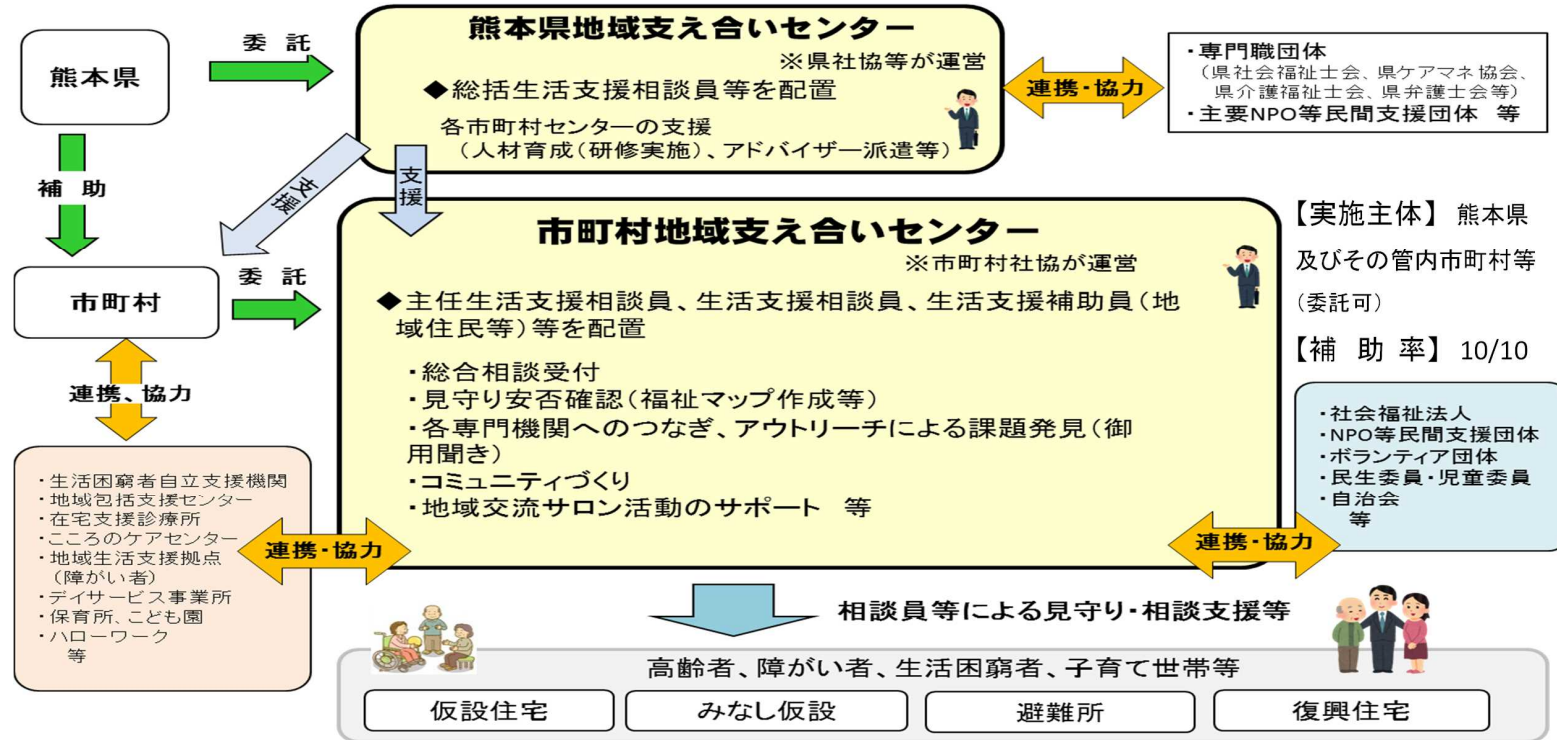 熊本県
委 託
熊本県地域支え合いセンター
※県社協等が運営
◆総括生活支援相談員等を配置
各市町村センターの支援
（人材育成（研修実施）、アドバイザー派遣等）
連携・協力
・専門職団体
（県社会福祉士会、県ケアマネ協会、
県介護福祉士会、県弁護士会等）
・主要NPO等民間支援団体 等
補 助
支援
支援
市町村
委 託
市町村地域支え合いセンター
※市町村社協が運営
◆主任生活支援相談員、生活支援相談員、生活支援補助員（地
域住民等）等を配置
・総合相談受付
・見守り安否確認（福祉マップ作成等）
・各専門機関へのつなぎ、アウトリーチによる課題発見（御
用聞き）
・コミュニティづくり
・地域交流サロン活動のサポート 等
【実施主体】 熊本県
及びその管内市町村等
（委託可）
【補 助 率】 10/10
連携、協力
・生活困窮者自立支援機関
・地域包括支援センター
・在宅支援診療所
・こころのケアセンター
・地域生活支援拠点
（障がい者）
・デイサービス事業所
・保育所、こども園
・ハローワーク
等
連携・協力
・社会福祉法人
・NPO等民間支援団体
・ボランティア団体
・民生委員・児童委員
・自治会
等
連携・協力
相談員等による見守り・相談支援等
高齢者、障がい者、生活困窮者、子育て世帯等
仮設住宅
みなし仮設
避難所
復興住宅